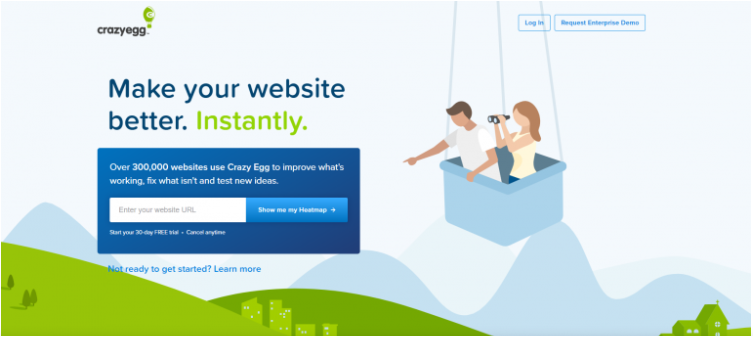 crazyegg
Log In
Request Enterprise Demo
Make your website
better. Instantly.
Over 300,000 websites use Crazy Egg to improve what's
working, fix what isn't and test new ideas.
Enter your website URL
Show me my Heatmap →
Start your 30-day FREE trial • Cancel anytime
Not ready to get started? Learn more